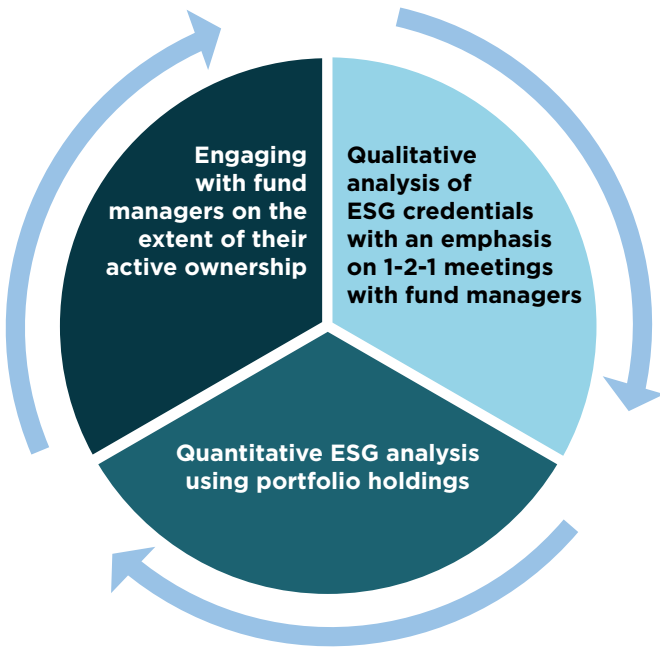 Engaging
with fund
managers on the
extent of their
active ownership
Qualitative
analysis of
ESG credentials
with an emphasis
on 1-2-1 meetings
with fund managers
Quantitative ESG analysis
using portfolio holdings